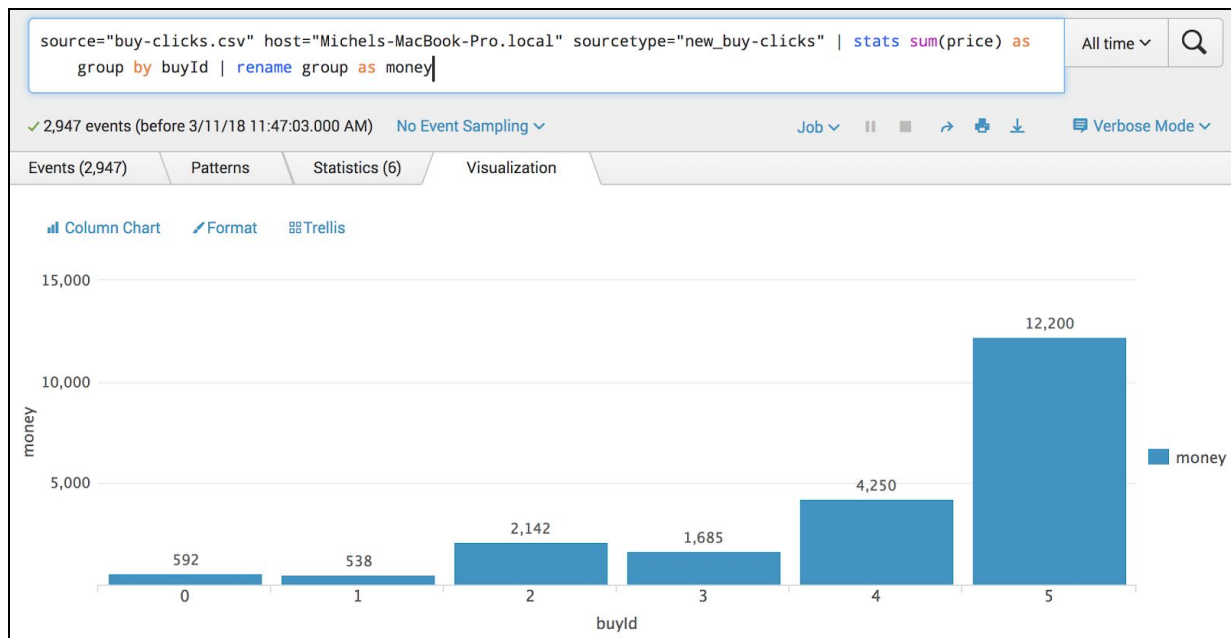 source="buy-clicks.csv" host="Michels-MacBook-Pro.local" sourcetype="new_buy-clicks" | stats sum(price) as
group by buyId | rename group as money
All time
2,947 events (before 3/11/18 11:47:03.000 AM)
No Event Sampling
Job
Verbose Mode
Events (2,947)
Patterns
Statistics (6)
Visualization
Column Chart
Format
Trellis
15,000
10,000
5,000
money
592
538
2,142
1,685
4,250
12,200
0
1
2
3
4
5
buyId
money